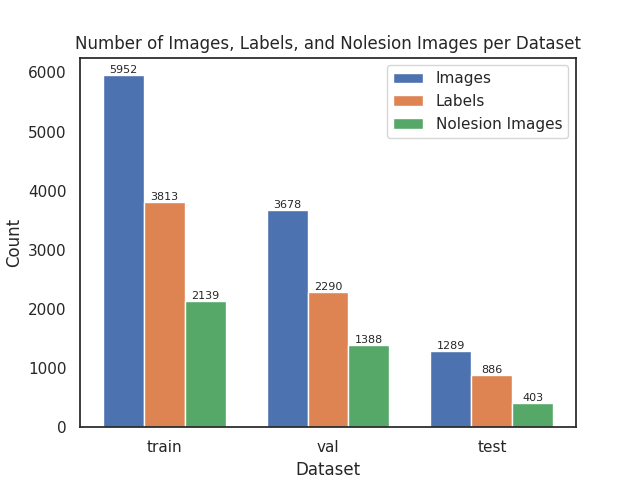 Number of Images, Labels, and Nolesion Images per Dataset
Images
Labels
Nolesion Images
Count
6000
5000
4000
3000
2000
1000
0
5952
3813
2139
3678
2290
1388
1289
886
403
train
val
test
Dataset